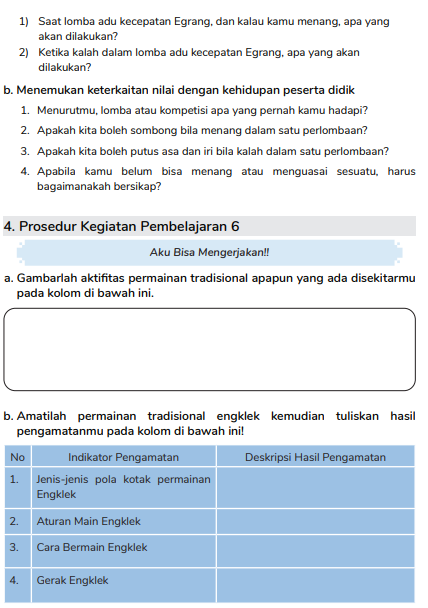 1) Saat lomba adu kecepatan Egrang, dan kalau kamu menang, apa yang
akan dilakukan?
2) Ketika kalah dalam lomba adu kecepatan Egrang, apa yang akan
dilakukan?
b. Menemukan keterkaitan nilai dengan kehidupan peserta didik
1. Menurutmu, lomba atau kompetisi apa yang pernah kamu hadapi?
2. Apakah kita boleh sombong bila menang dalam satu perlombaan?
3. Apakah kita boleh putus asa dan iri bila kalah dalam satu perlombaan?
4. Apabila kamu belum bisa menang atau menguasai sesuatu, harus
bagaimanakah bersikap?
4. Prosedur Kegiatan Pembelajaran 6
Aku Bisa Mengerjakan!!
a. Gambarlah aktifitas permainan tradisional apapun yang ada disekitarmu
pada kolom di bawah ini.
b. Amatilah permainan tradisional engklek kemudian tuliskan hasil
pengamatanmu pada kolom di bawah ini!
No Indikator Pengamatan Deskripsi Hasil Pengamatan
1. Jenis-jenis pola kotak permainan
Engklek
2. Aturan Main Engklek
3. Cara Bermain Engklek
4. Gerak Engklek